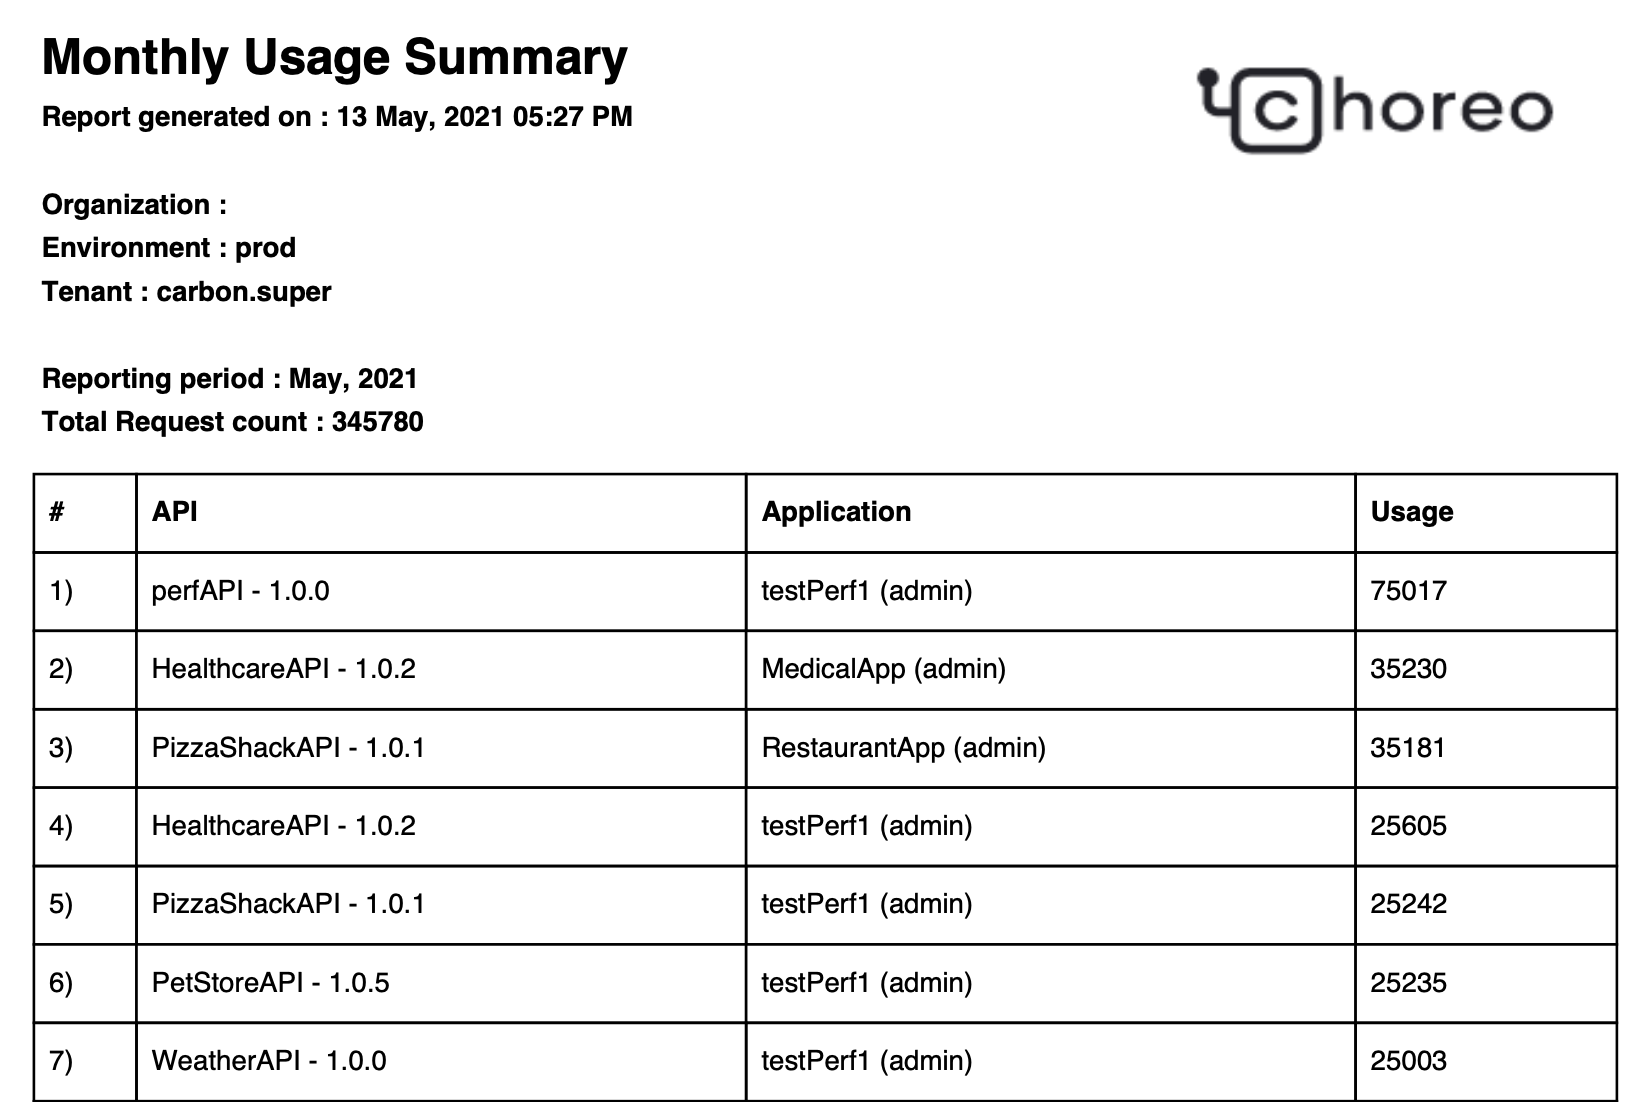 Monthly Usage Summary
Report generated on : 13 May, 2021 05:27 PM
choreo
Organization :
Environment : prod
Tenant : carbon.super
Reporting period : May, 2021
Total Request count : 345780
# API Application Usage
1) perfAPI - 1.0.0 testPerf1 (admin) 75017
2) HealthcareAPI - 1.0.2 MedicalApp (admin) 35230
3) PizzaShackAPI - 1.0.1 RestaurantApp (admin) 35181
4) HealthcareAPI - 1.0.2 testPerf1 (admin) 25605
5) PizzaShackAPI - 1.0.1 testPerf1 (admin) 25242
6) PetStoreAPI - 1.0.5 testPerf1 (admin) 25235
7) WeatherAPI - 1.0.0 testPerf1 (admin) 25003